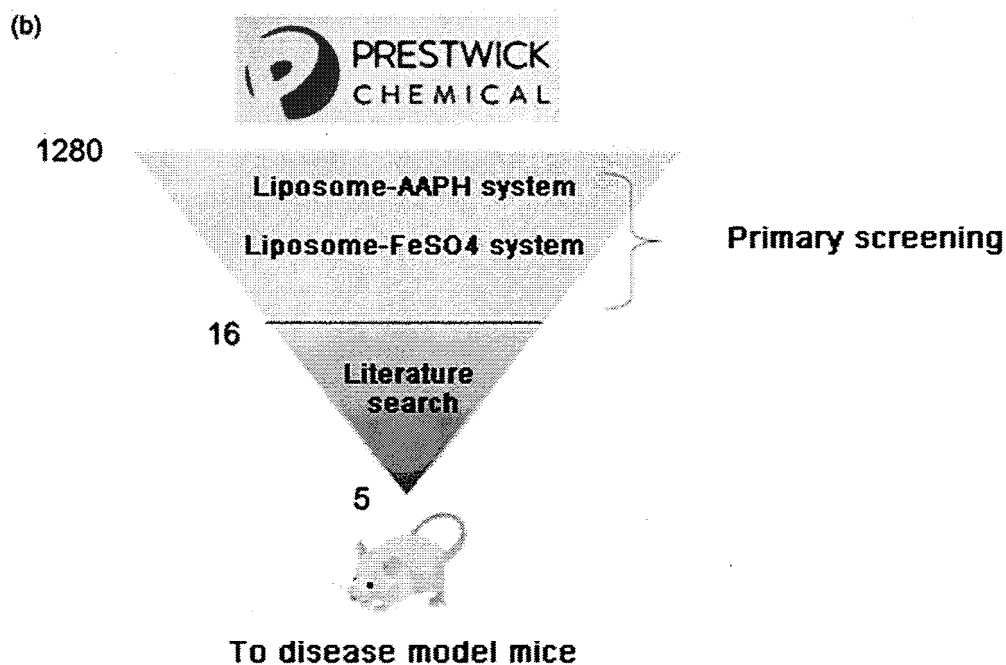 (b)
PRESTWICK
CHEMICAL
1280
Liposome-AAPH system
Liposome-FeSO4 system
Primary screening
16
Literature
search
5
To disease model mice